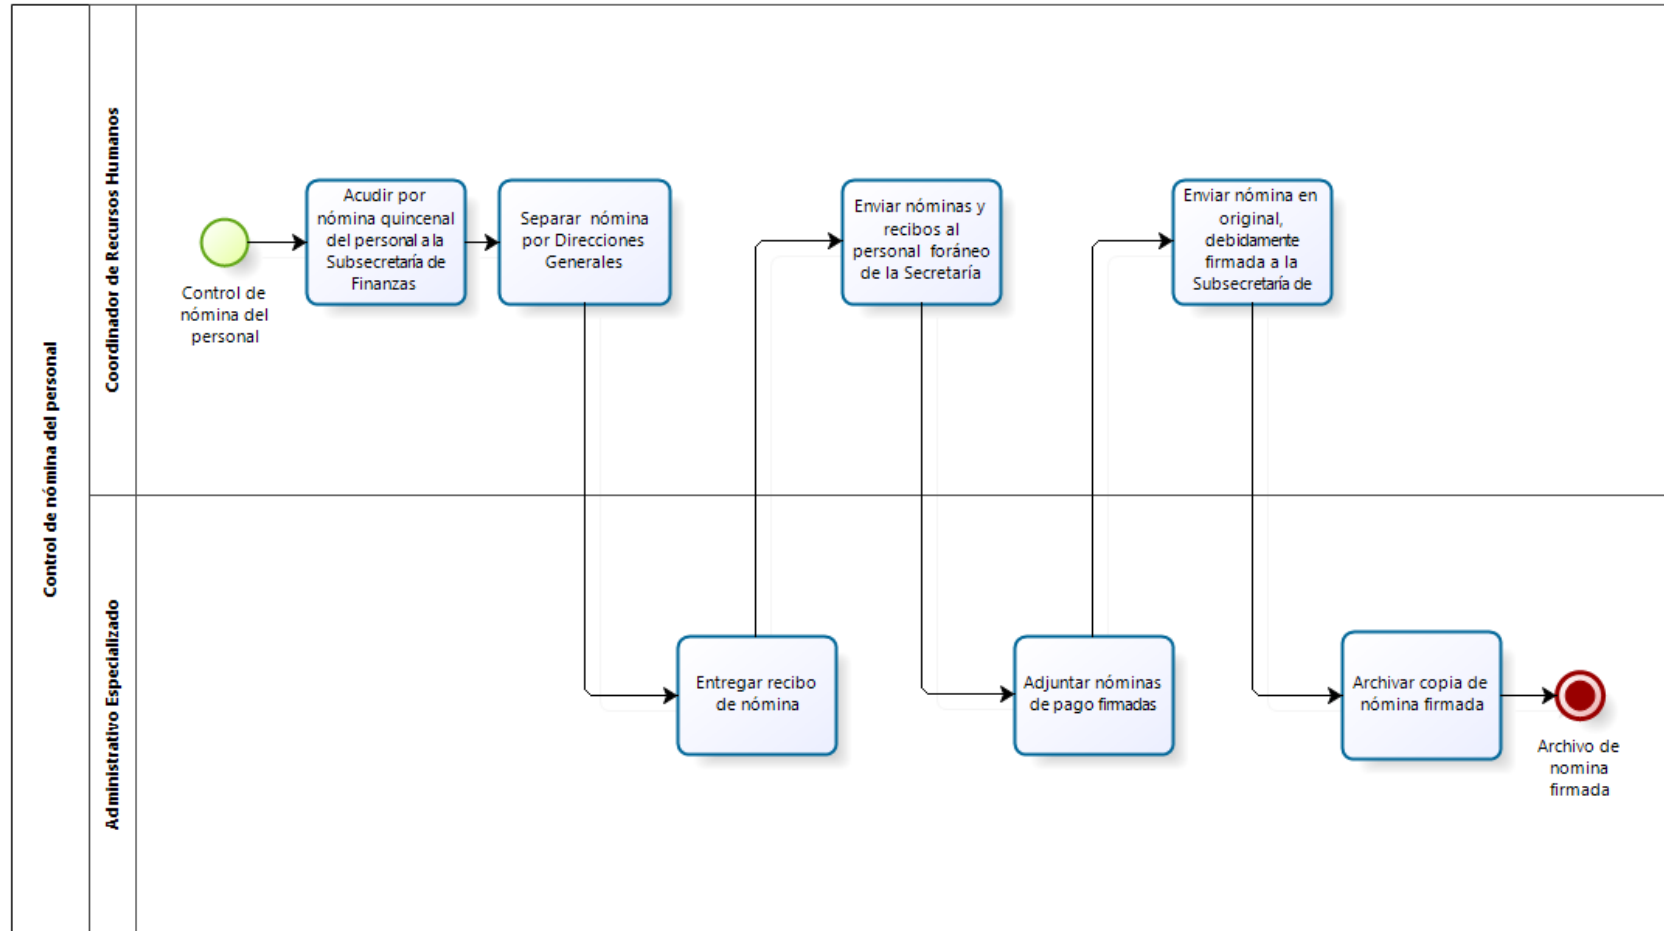 Control de nómina del personal
Coordinador de Recursos Humanos
Control de
nómina del
personal
Acudir por
nómina quincenal
del personal a la
Subsecretaría de
Finanzas
Separar nómina
por Direcciones
Generales
Enviar nóminas y
recibos al
personal foráneo
de la Secretaría
Enviar nómina en
original,
debidamente
firmada a la
Subsecretaría de
Administrativo Especializado
Entregar recibo
de nómina
Adjuntar nóminas
de pago firmadas
Archivar copia de
nómina firmada
Archivo de
nomina
firmada